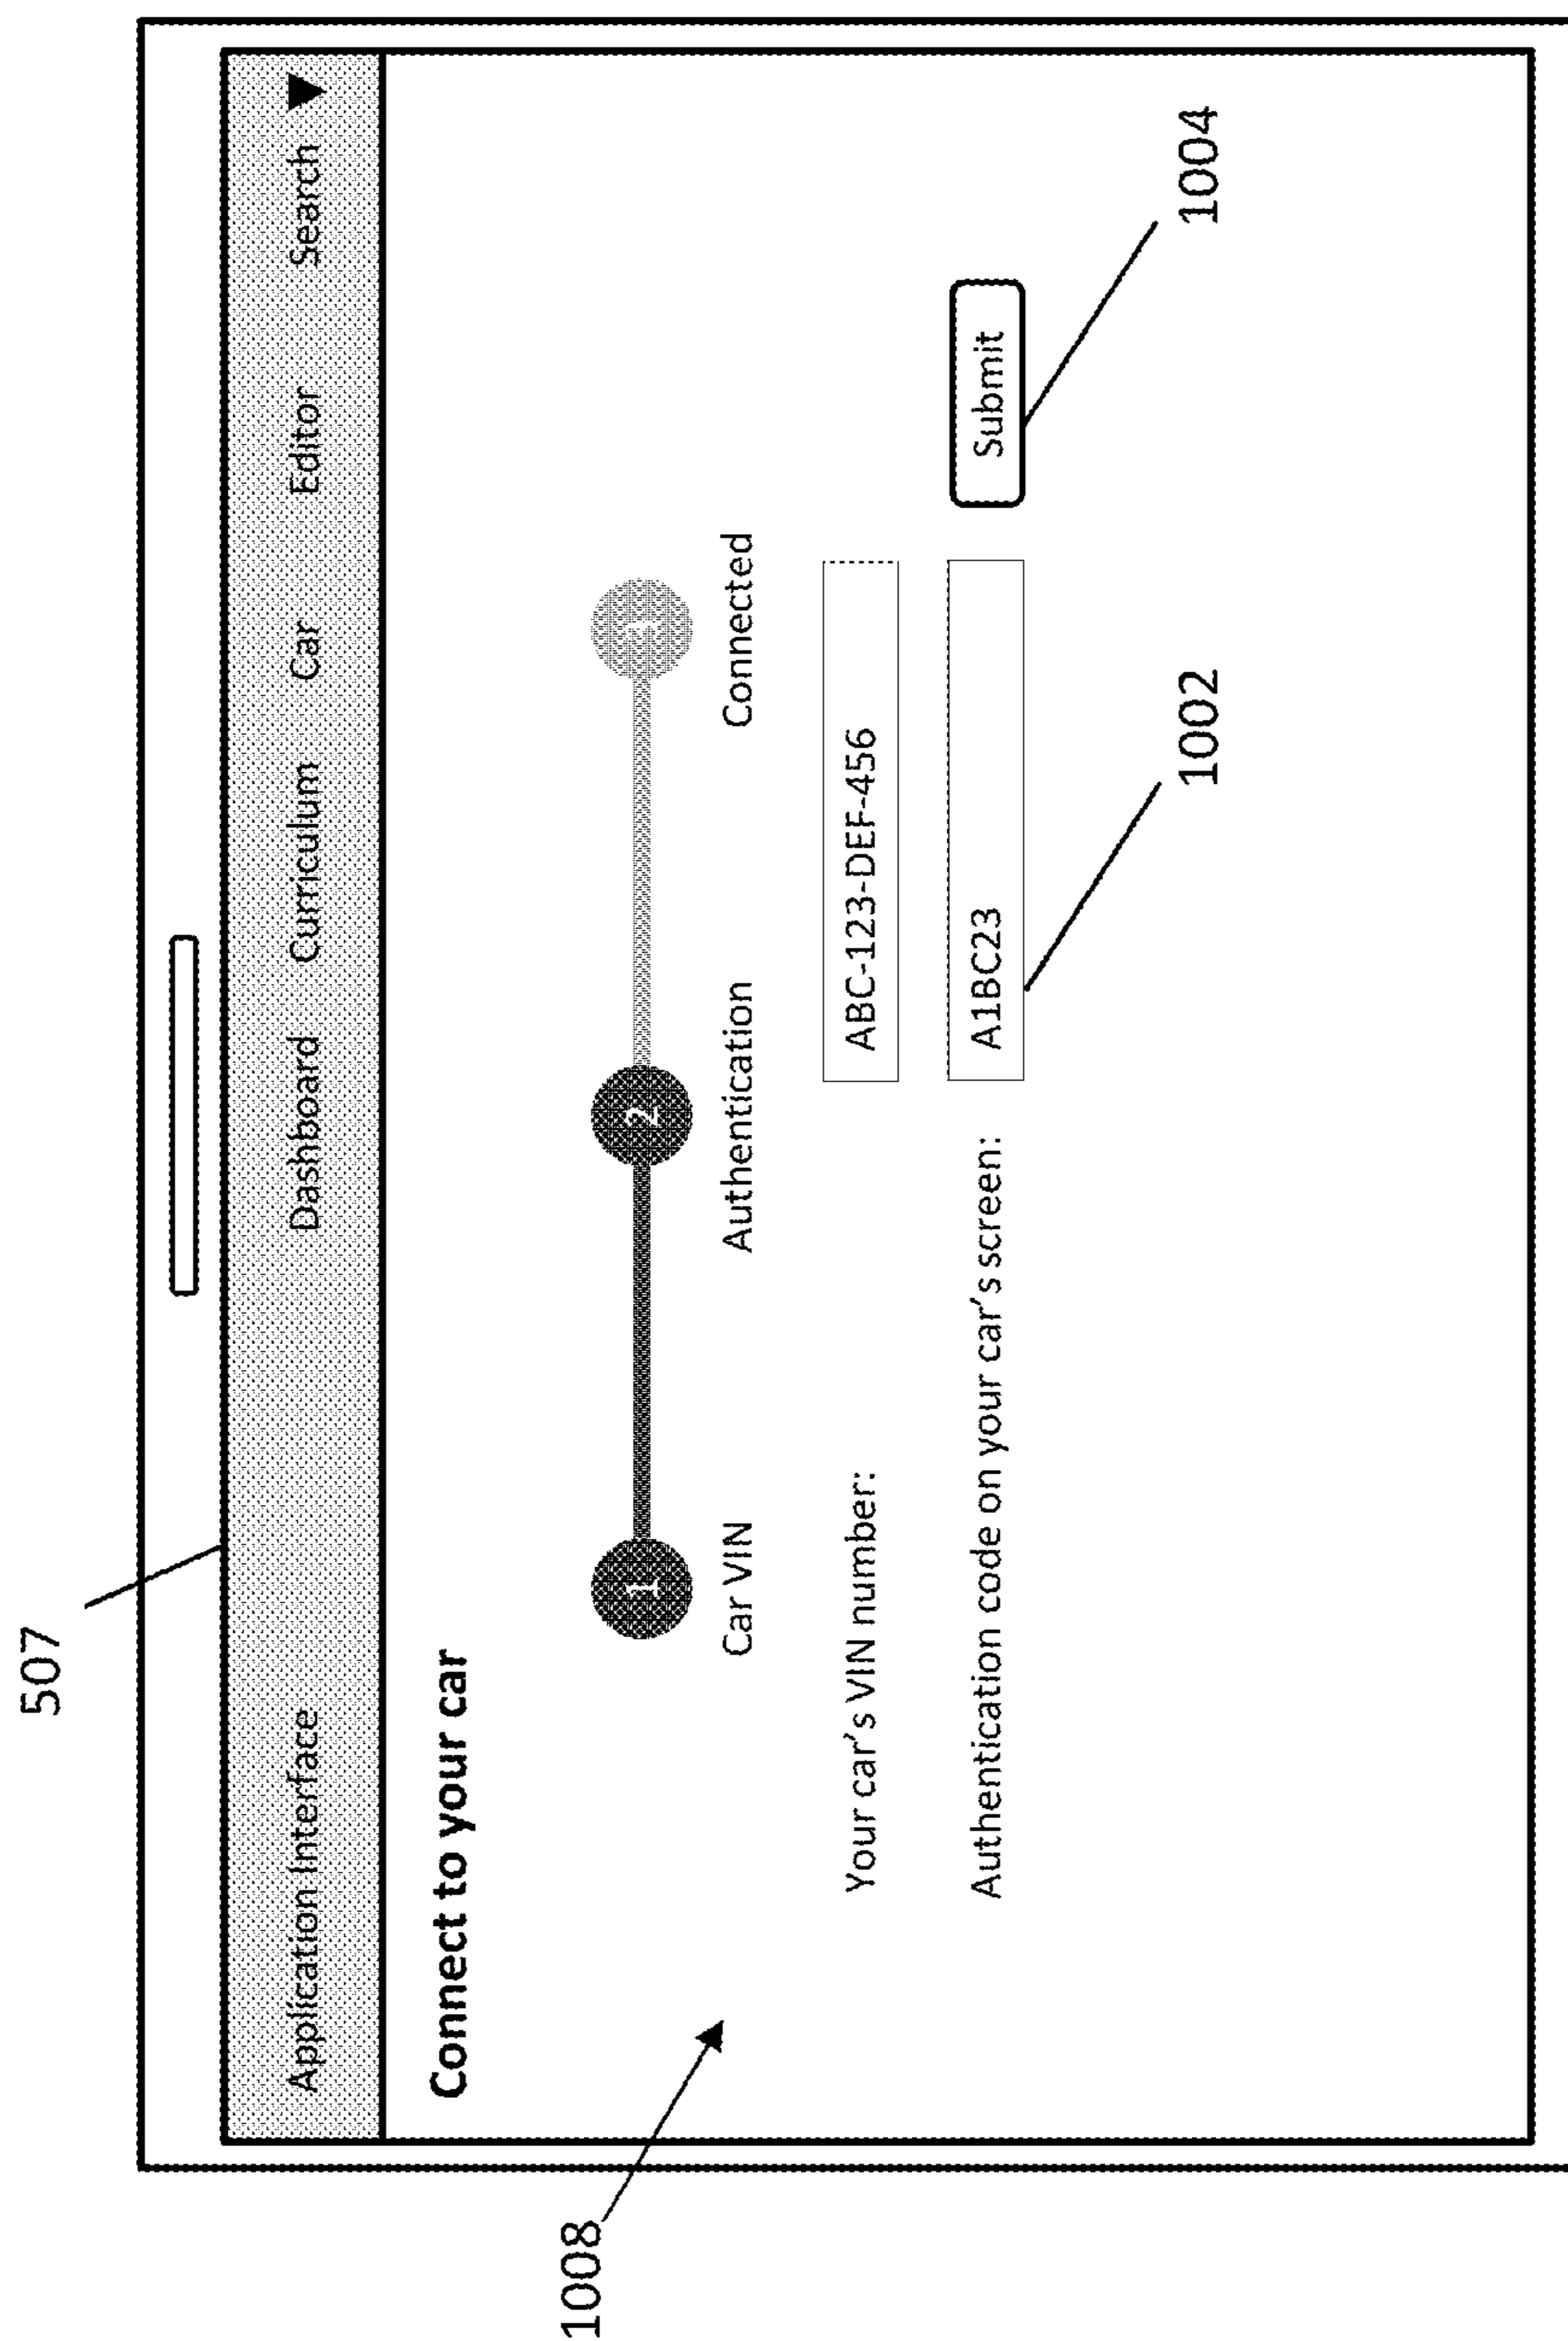 507
Application Interface Dashboard Curriculum Car Editor Search
Connect to your car
1008
1 2
Car VIN Authentication Connected
Your car's VIN number: ABC-123-DEF-456
Authentication code on your car's screen: A1BC23 Submit
1002 1004